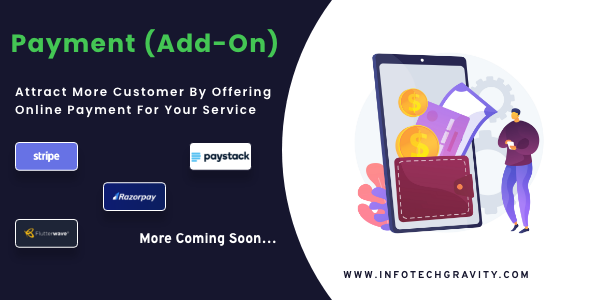 Payment (Add-On)
Attract More Customer By Offering
Online Payment For Your Service
stripe
paystack
Razorpay
Flutterwave
More Coming Soon...
WWW.INFOTECHGRAVITY.COM